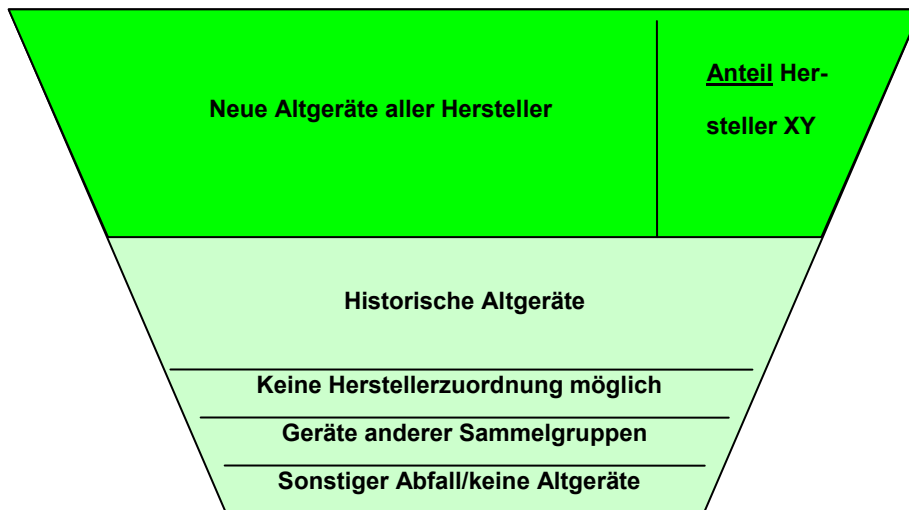 Neue Altgeräte aller Hersteller
Anteil Her-
steller XY
Historische Altgeräte
Keine Herstellerzuordnung möglich
Geräte anderer Sammelgruppen
Sonstiger Abfall/keine Altgeräte